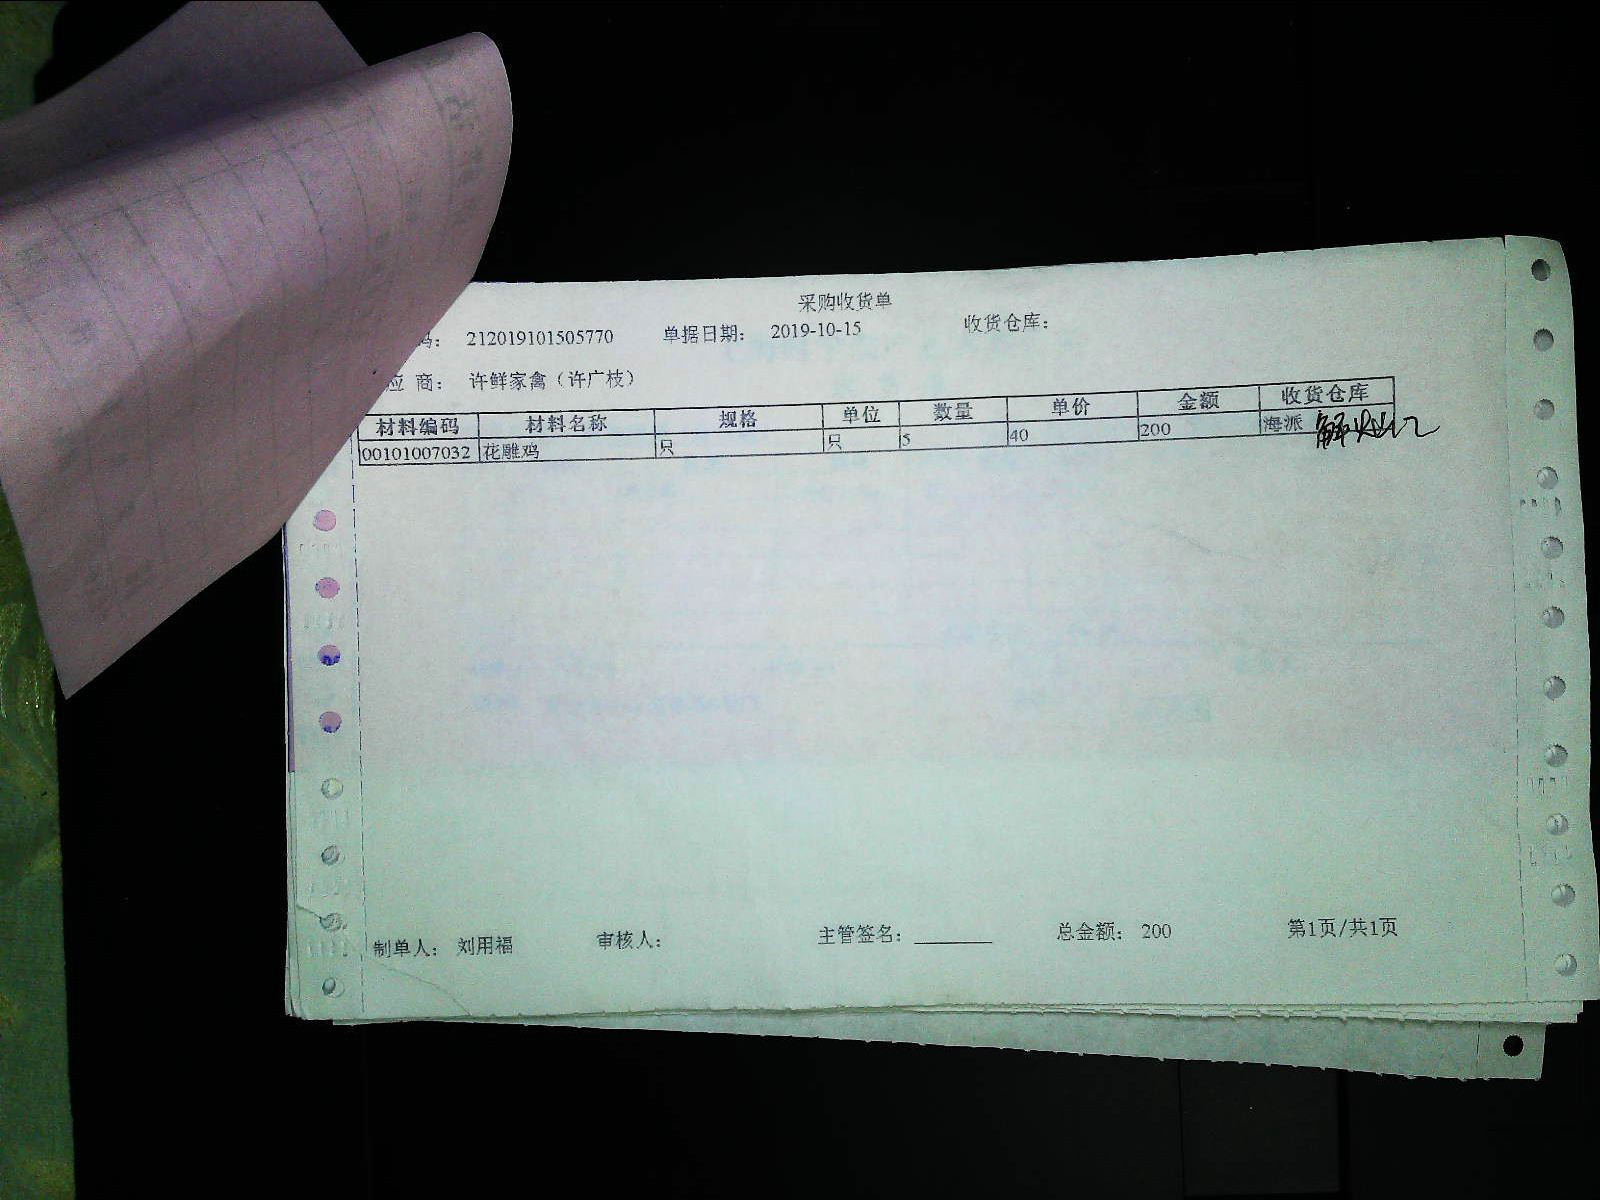 采购收货单
码： 212019101505770 单据日期： 2019-10-15 收货仓库：
应 商： 许鲜家禽（许广枝）
材料编码 材料名称 规格 单位 数量 单价 金额 收货仓库
00101007032 花雕鸡 只 只 5 40 200 海派
制单人： 刘用福 审核人： 主管签名： 总金额： 200 第1页/共1页